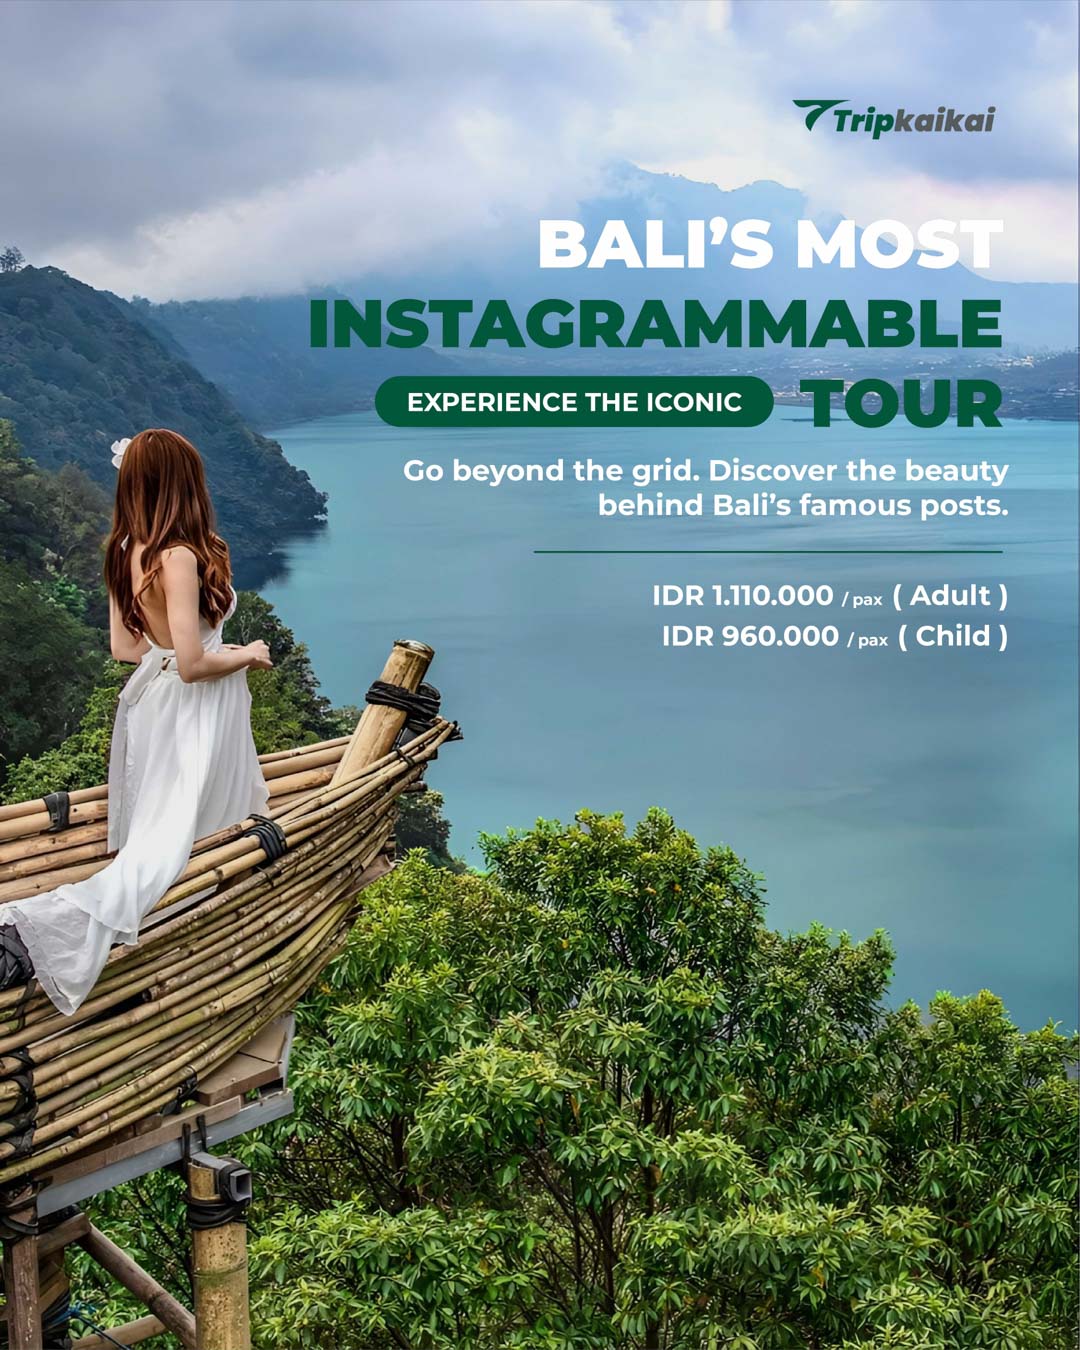 Tripkaikai
BALI'S MOST
INSTAGRAMMABLE
EXPERIENCE THE ICONIC TOUR
Go beyond the grid. Discover the beauty
behind Bali's famous posts.
IDR 1.110.000 / pax ( Adult )
IDR 960.000 / pax ( Child )